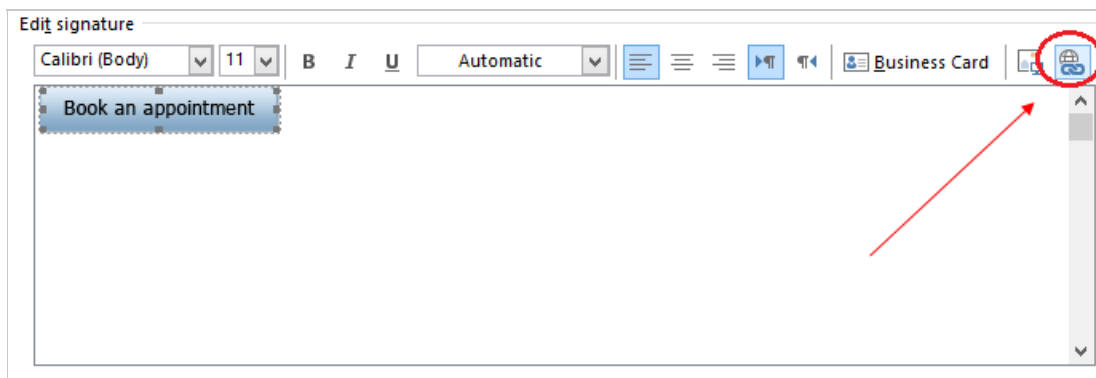 Edit signature
Calibri (Body) 11 B I U Automatic Business Card
Book an appointment